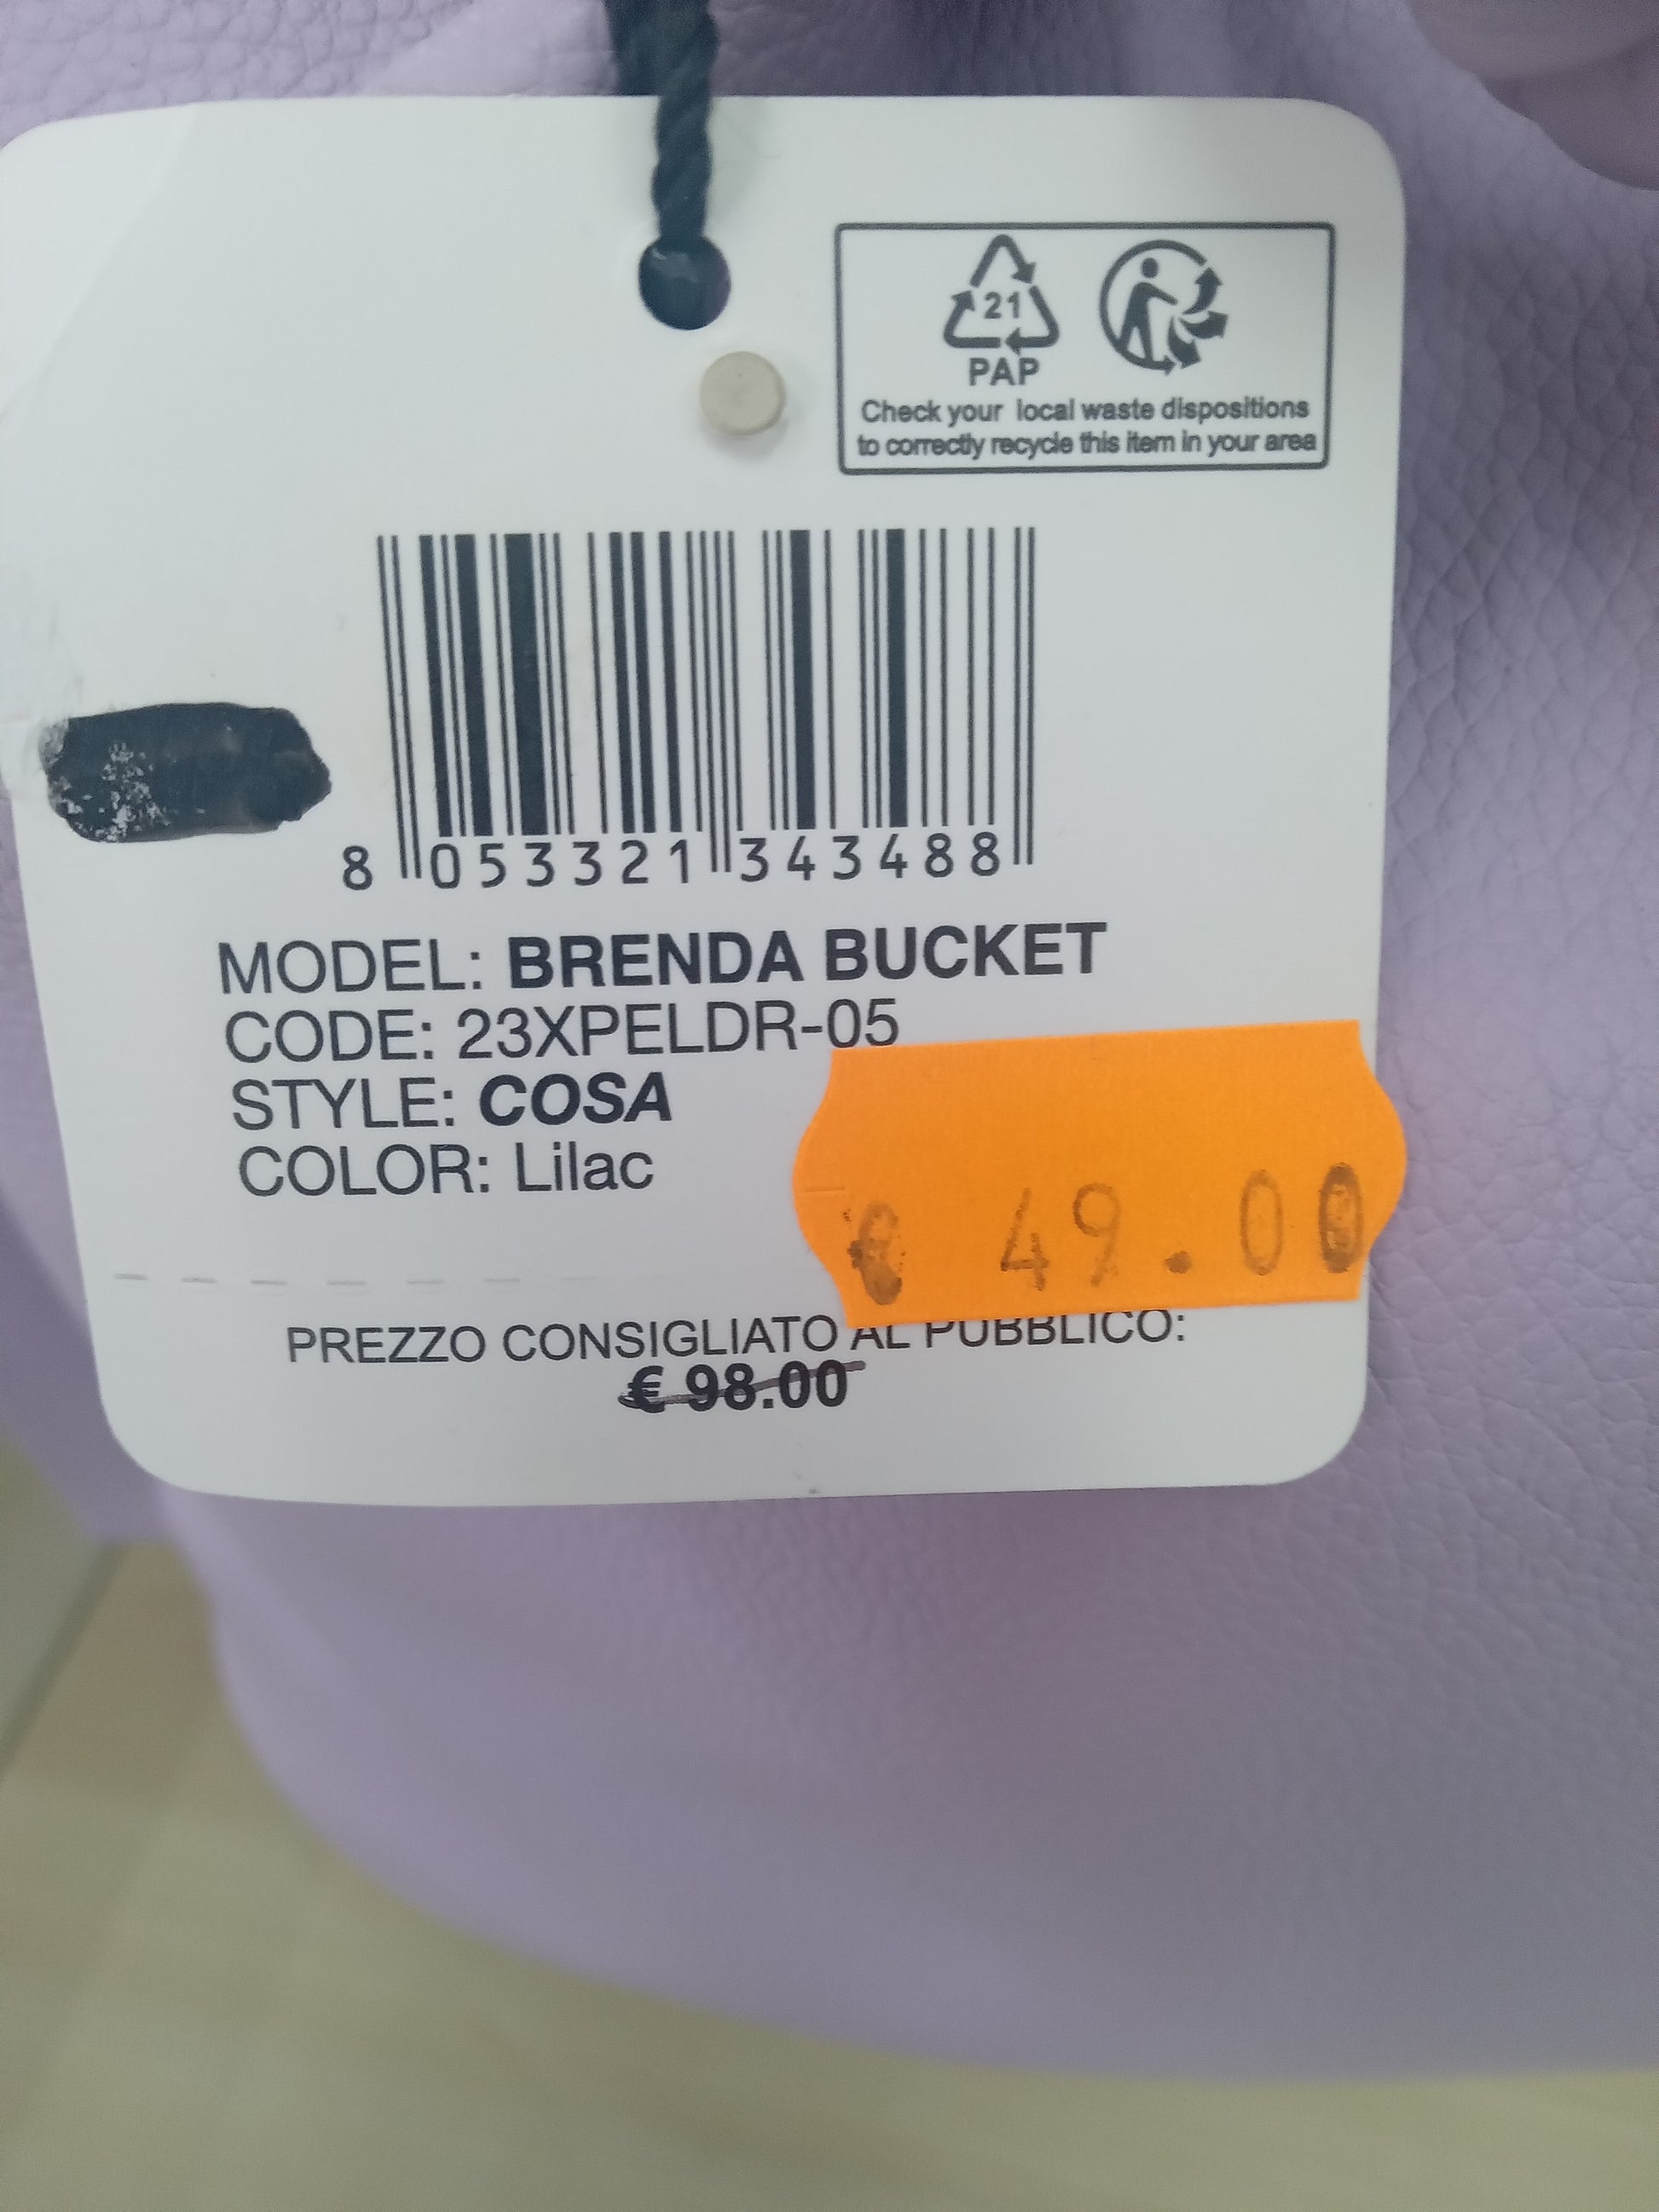 21
PAP
Check your local waste dispositions
to correctly recycle this item in your area
8 053321 343488
MODEL: BRENDA BUCKET
CODE: 23XPELDR-05
STYLE: COSA
COLOR: Lilac
€ 49.00
PREZZO CONSIGLIATO AL PUBBLICO:
€ 98.00